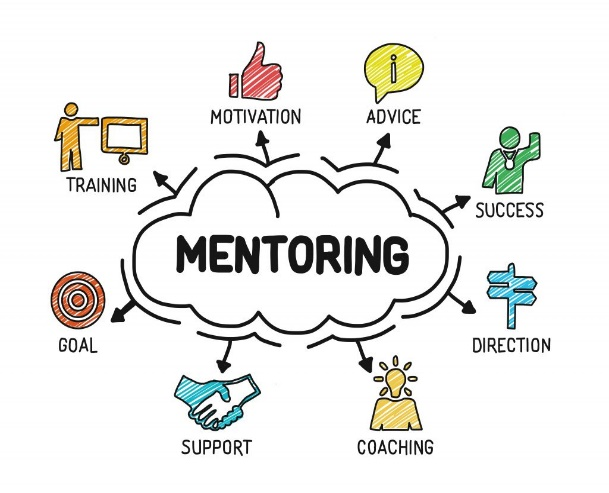 MOTIVATION
ADVICE
TRAINING
SUCCESS
MENTORING
GOAL
DIRECTION
SUPPORT
COACHING